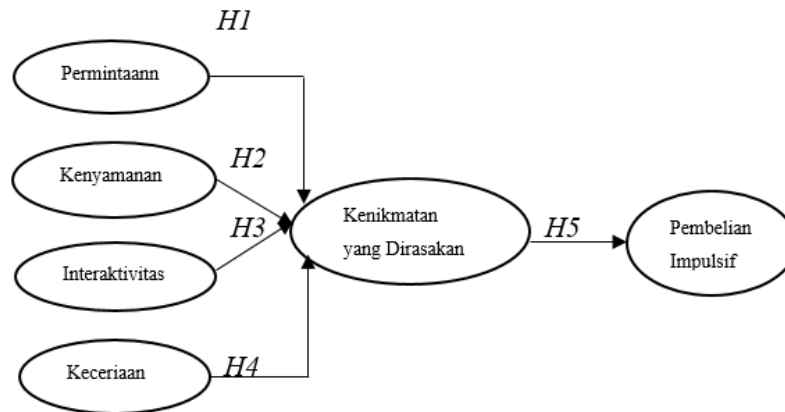 H1
Permintaann
Kenyamanan
H2
H3
Interaktivitas
Keceriaan
H4
Kenikmatan
yang Dirasakan
H5
Pembelian
Impulsif